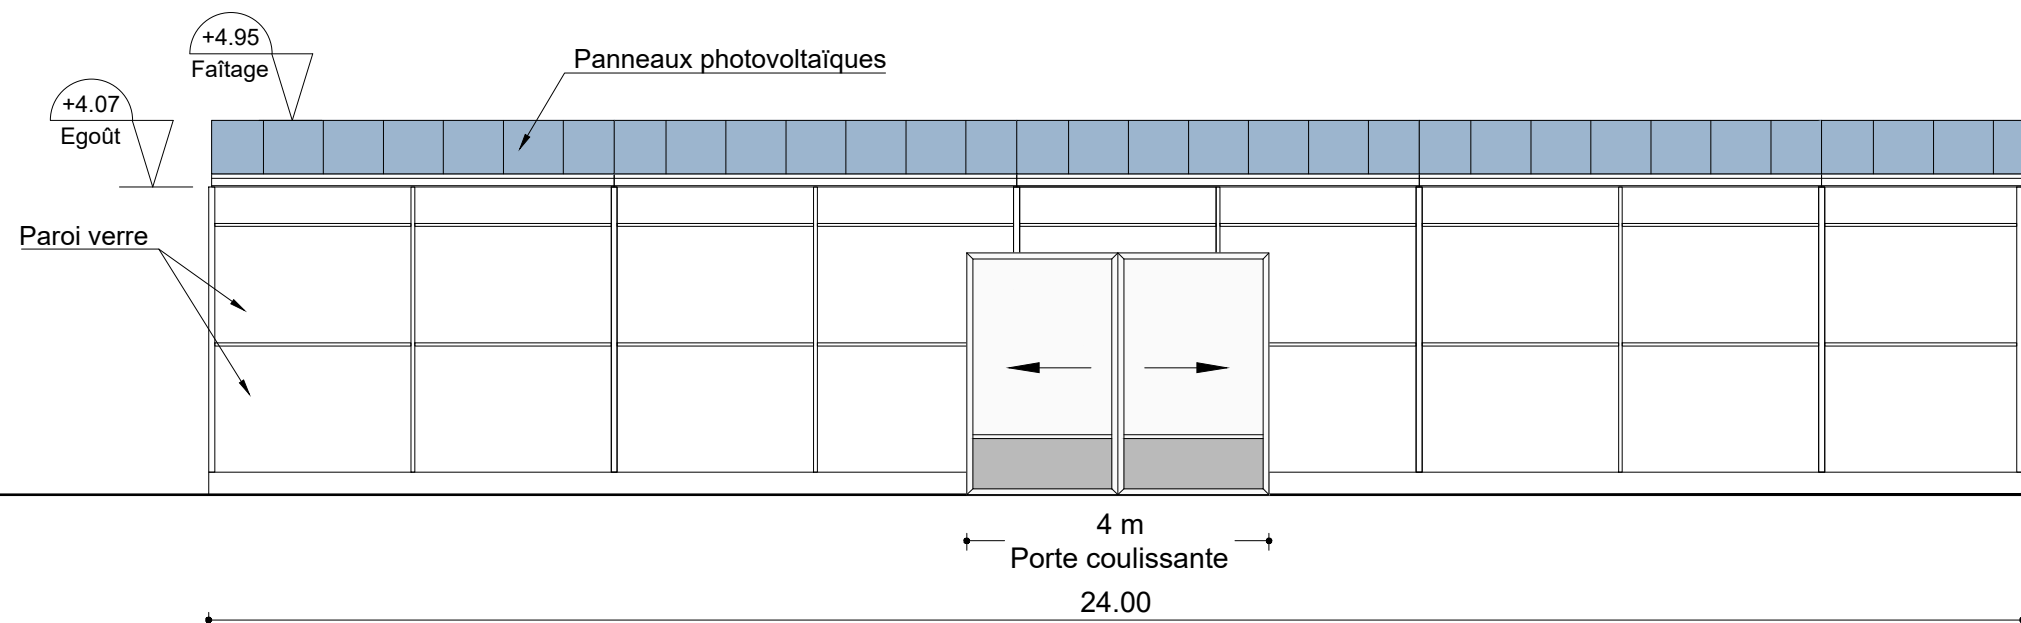 +4.95
Faîtage
Panneaux photovoltaïques
+4.07
Egoût
Paroi verre
4 m
Porte coulissante
24.00